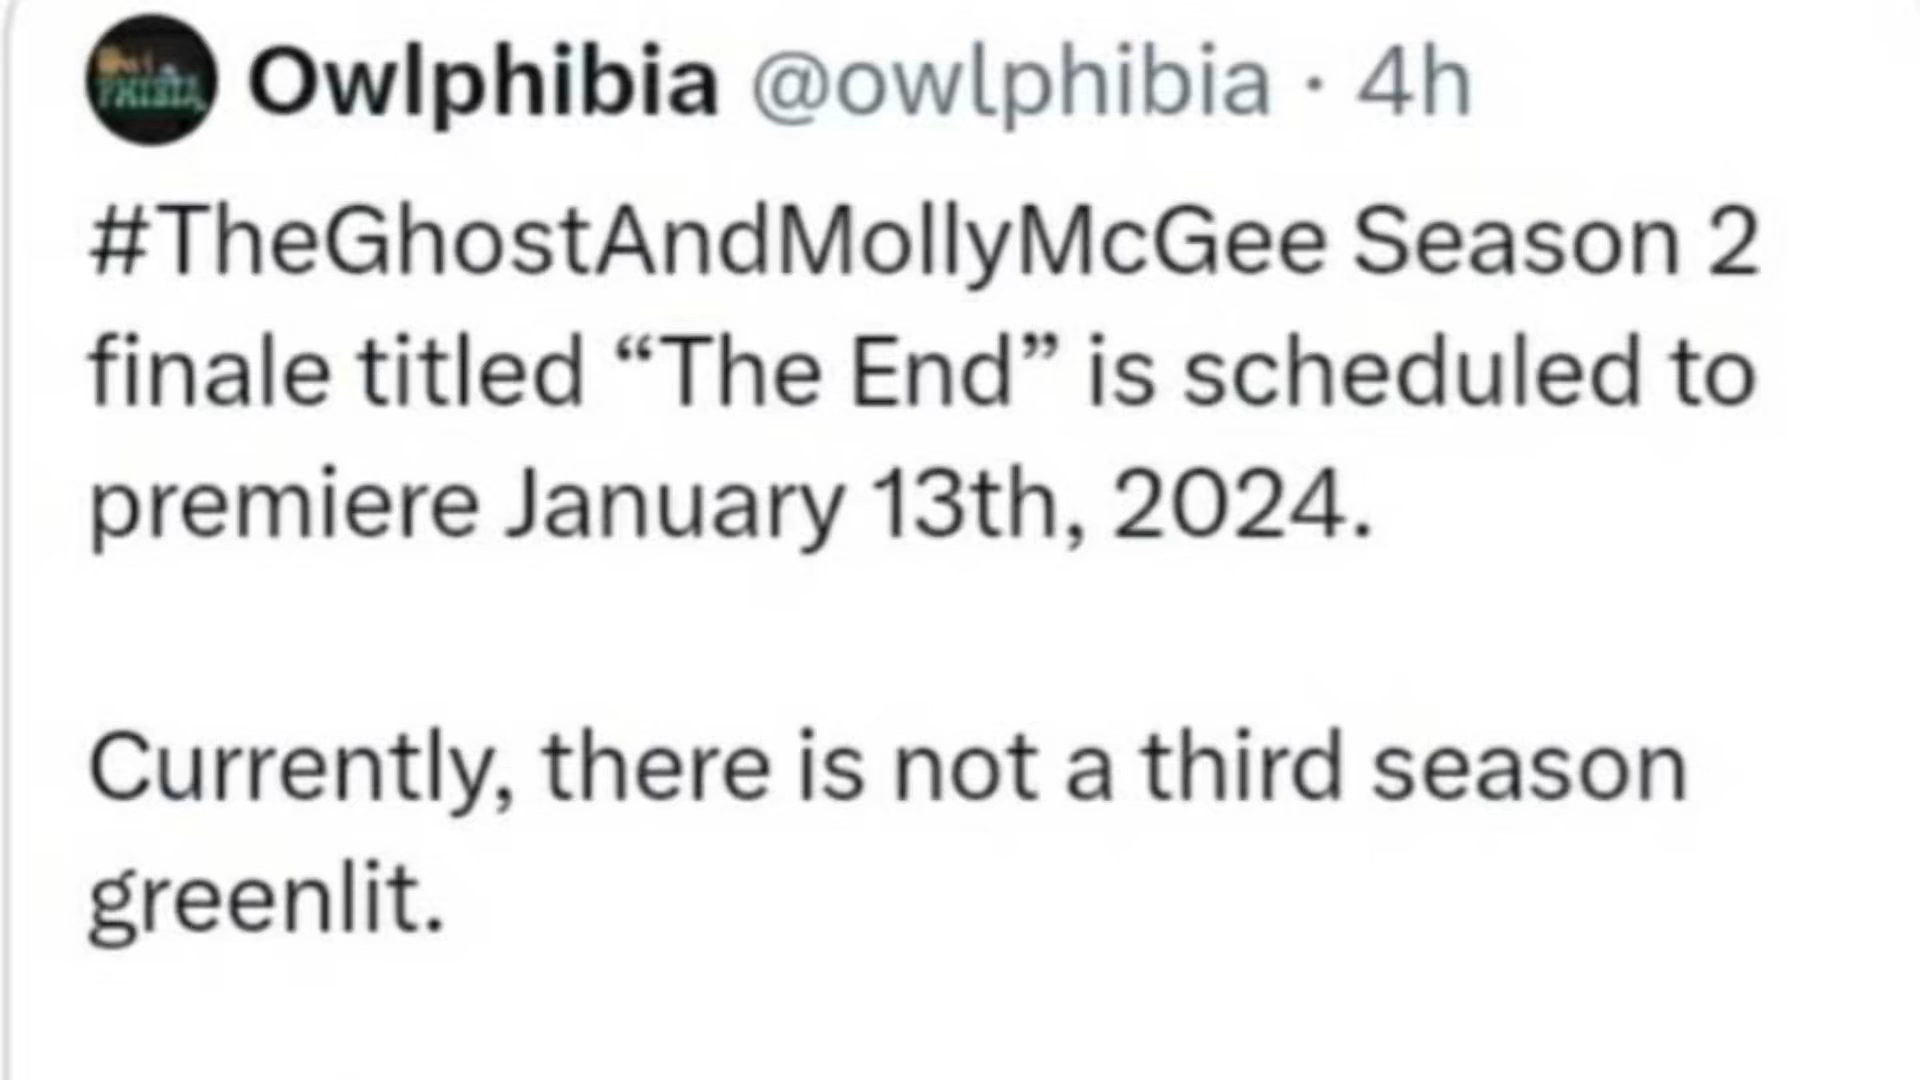 Owlphibia @owlphibia · 4h
#TheGhostAndMollyMcGee Season 2
finale titled “The End” is scheduled to
premiere January 13th, 2024.
Currently, there is not a third season
greenlit.